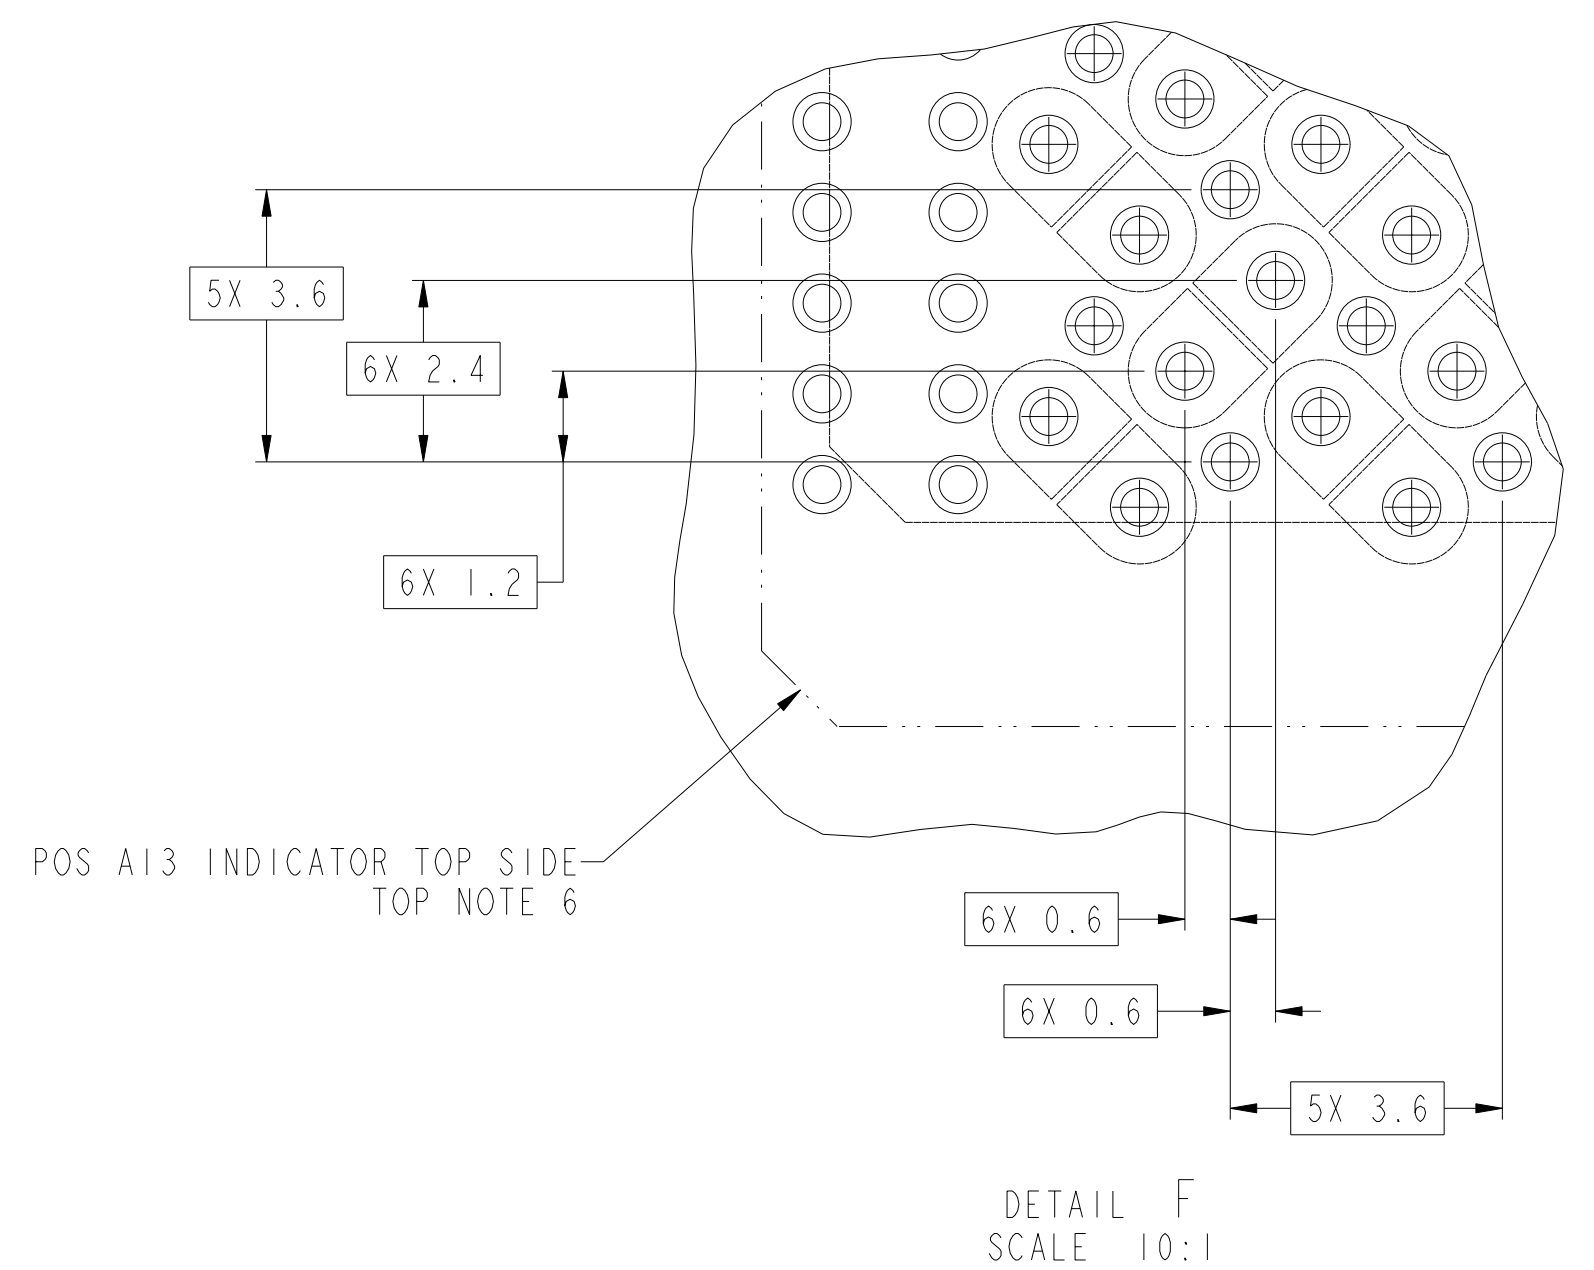 5X 3.6
6X 2.4
6X 1.2
POS A13 INDICATOR TOP SIDE
TOP NOTE 6
6X 0.6
6X 0.6
5X 3.6
DETAIL F
SCALE 10:1